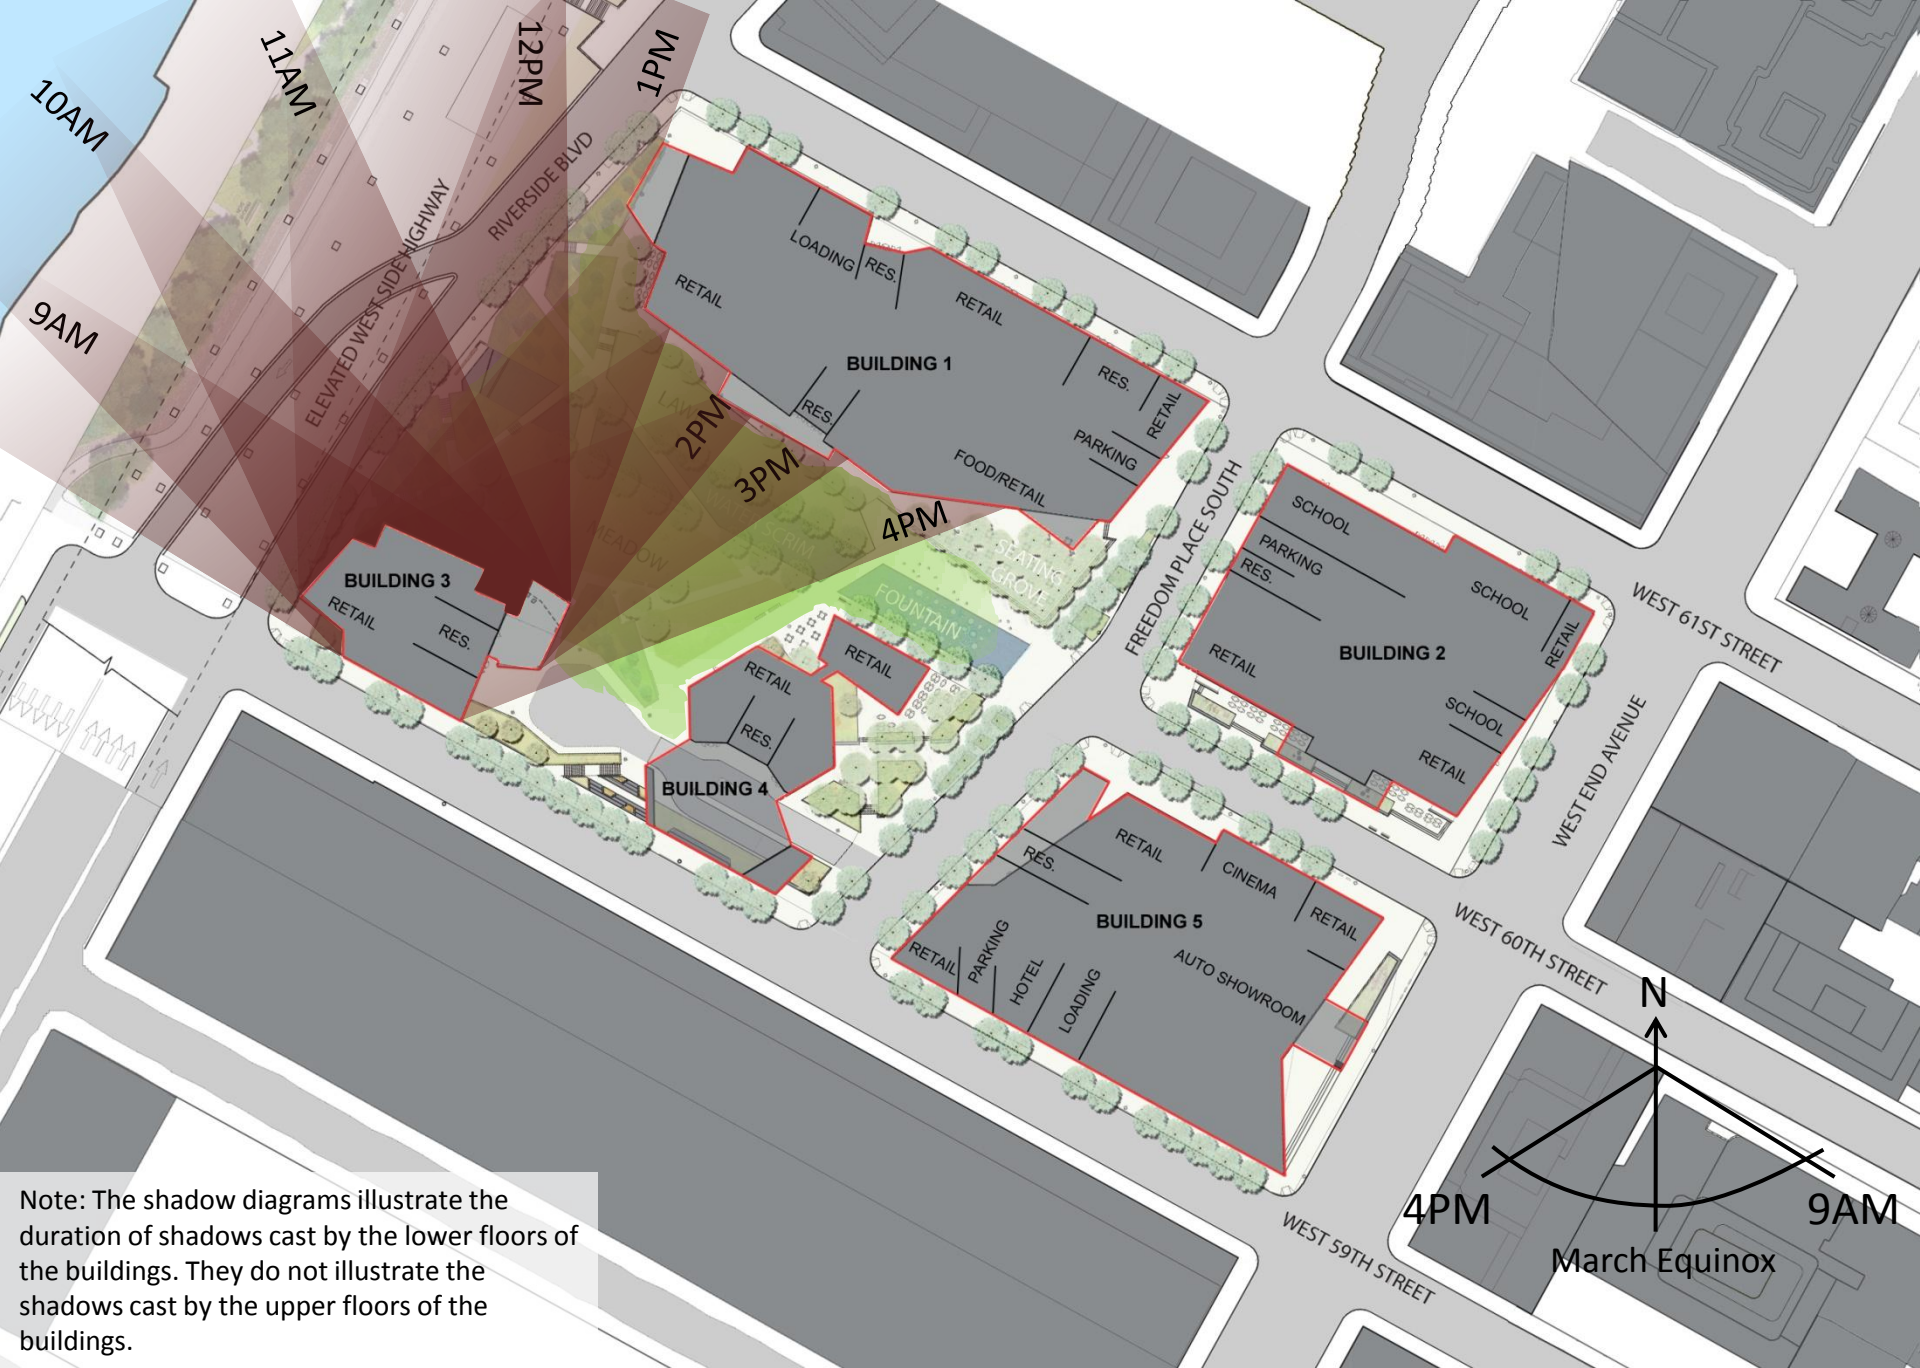 12PM
11AM
1PM
10AM
RIVERSIDE BLVD
9AM
ELEVATED WEST SIDE HIGHWAY
LOADING
RES.
RETAIL
RETAIL
BUILDING 1
RES.
RETAIL
RES.
PARKING
FOOD/RETAIL
LAWN
2PM
3PM
4PM
SCRIM
MEADOW
SEATING
GROVE
FOUNTAIN
FREEDOM PLACE SOUTH
BUILDING 3
RETAIL
RES.
SCHOOL
PARKING
RES.
SCHOOL
RETAIL
BUILDING 2
RETAIL
SCHOOL
RETAIL
WEST 61ST STREET
RETAIL
RETAIL
RES.
BUILDING 4
WEST END AVENUE
RETAIL
RES.
CINEMA
RETAIL
BUILDING 5
RETAIL
PARKING
HOTEL
LOADING
AUTO SHOWROOM
WEST 60TH STREET
N
4PM
9AM
March Equinox
WEST 59TH STREET
Note: The shadow diagrams illustrate the
duration of shadows cast by the lower floors of
the buildings. They do not illustrate the
shadows cast by the upper floors of the
buildings.